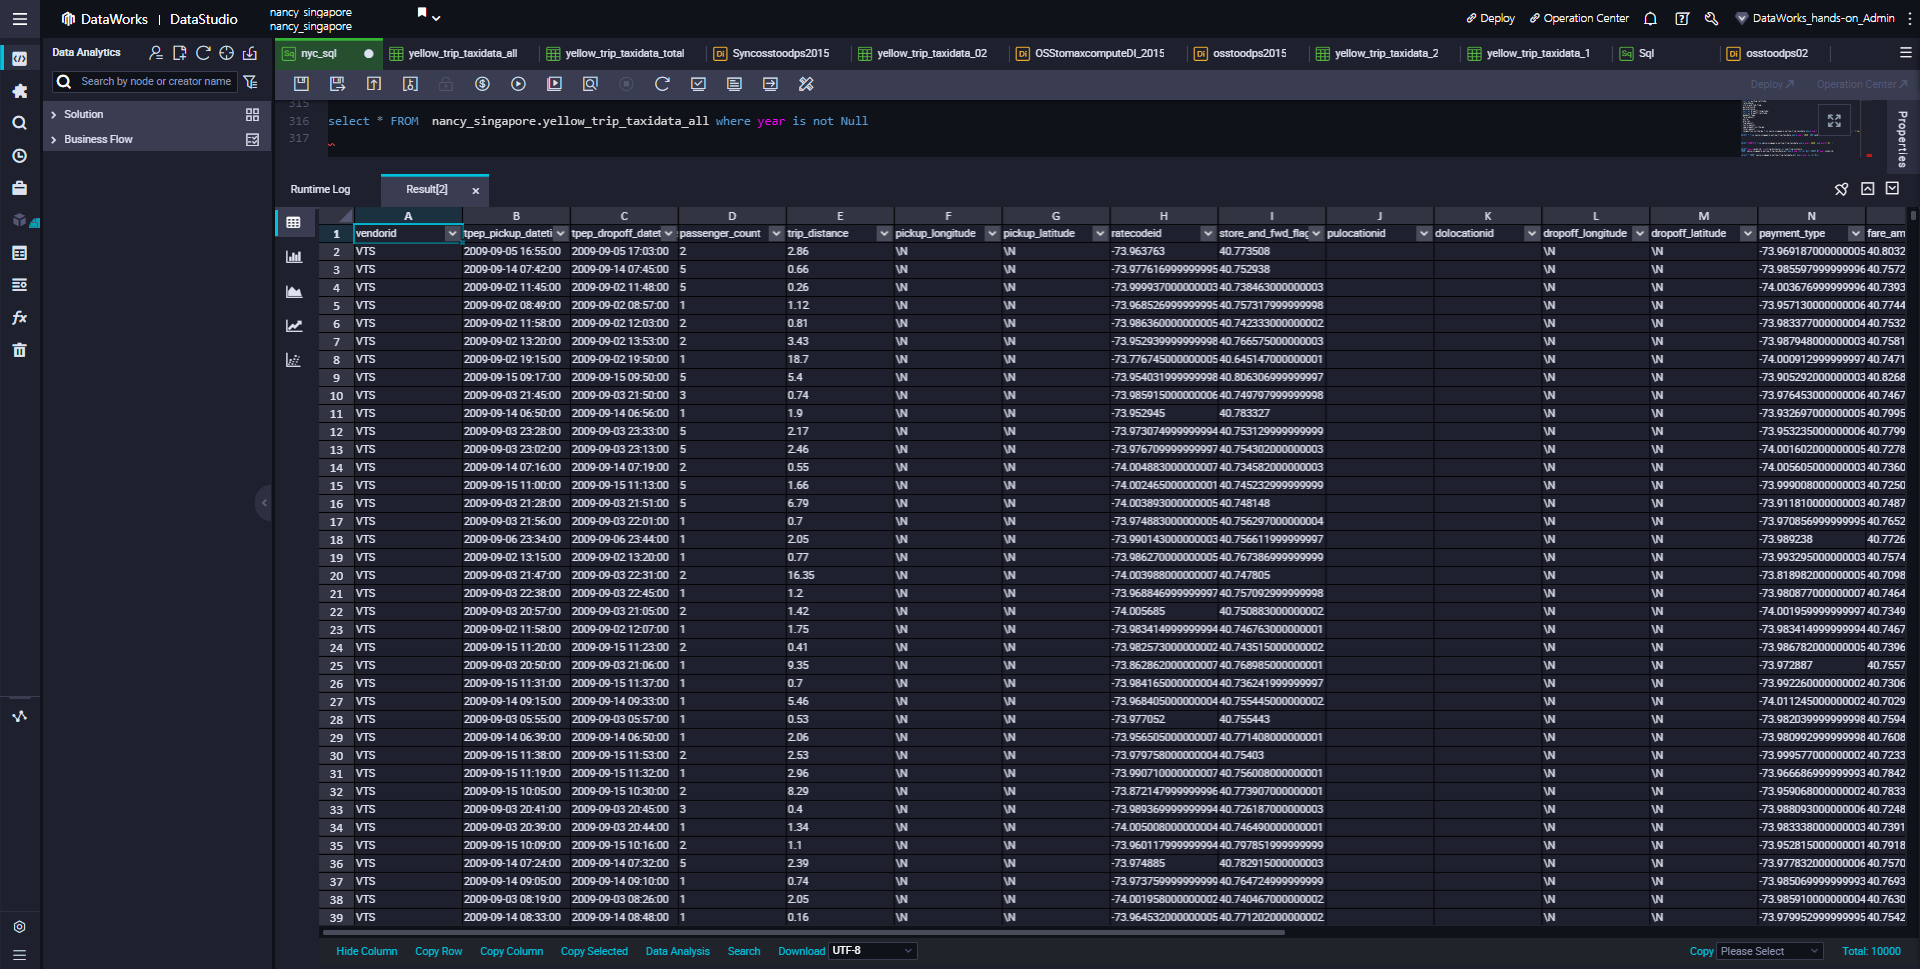 DataWorks | DataStudio
nancy_singapore
nancy_singapore
Deploy
Operation Center
DataWorks_hands-on_Admin
Data Analytics
Search by node or creator name
Solution
Business Flow
Sq nyc_sql
yellow_trip_taxidata_all
yellow_trip_taxidata_total
Di Syncosstoodps2015
yellow_trip_taxidata_02
Di OSStomaxcomputeDI_2015
Di osstoodps2015
yellow_trip_taxidata_2
yellow_trip_taxidata_1
Sq Sql
Di osstoodps02
Deploy
Operation Center
315
316 select * FROM nancy_singapore.yellow_trip_taxidata_all where year is not Null
317
Properties
Runtime Log
Result[2] x
A B C D E F G H I J K L M N
1 vendorid tpep_pickup_dateti tpep_dropoff_datet passenger_count trip_distance pickup_longitude pickup_latitude ratecodeid store_and_fwd_flag pulocationid dolocationid dropoff_longitude dropoff_latitude payment_type fare_am
2 VTS 2009-09-05 16:55:00 2009-09-05 17:03:00 2 2.86 \N \N -73.963763 40.773508 \N \N -73.969187000000005 40.8032
3 VTS 2009-09-14 07:42:00 2009-09-14 07:45:00 5 0.66 \N \N -73.977616999999995 40.752938 \N \N -73.985597999999996 40.7572
4 VTS 2009-09-02 11:45:00 2009-09-02 11:48:00 5 0.26 \N \N -73.999937000000003 40.738463000000003 \N \N -74.003676999999996 40.7393
5 VTS 2009-09-02 08:49:00 2009-09-02 08:57:00 1 1.12 \N \N -73.968526999999995 40.757317999999998 \N \N -73.957130000000006 40.7744
6 VTS 2009-09-02 11:58:00 2009-09-02 12:03:00 2 0.81 \N \N -73.986360000000005 40.742333000000002 \N \N -73.983377000000004 40.7532
7 VTS 2009-09-02 13:20:00 2009-09-02 13:53:00 2 3.43 \N \N -73.952939999999998 40.766575000000003 \N \N -73.987948000000003 40.7581
8 VTS 2009-09-02 19:15:00 2009-09-02 19:50:00 1 18.7 \N \N -73.776745000000005 40.645147000000001 \N \N -74.000912999999997 40.7471
9 VTS 2009-09-15 09:17:00 2009-09-15 09:50:00 5 5.4 \N \N -73.954031999999998 40.806306999999997 \N \N -73.905292000000003 40.8268
10 VTS 2009-09-03 21:45:00 2009-09-03 21:50:00 3 0.74 \N \N -73.985915000000006 40.749797999999998 \N \N -73.976453000000006 40.7467
11 VTS 2009-09-14 06:50:00 2009-09-14 06:56:00 1 1.9 \N \N -73.952945 40.783327 \N \N -73.932697000000005 40.7995
12 VTS 2009-09-03 23:28:00 2009-09-03 23:33:00 5 2.17 \N \N -73.973074999999994 40.753129999999999 \N \N -73.953235000000006 40.7799
13 VTS 2009-09-03 23:02:00 2009-09-03 23:13:00 5 2.46 \N \N -73.976709999999997 40.754302000000003 \N \N -74.001602000000005 40.7278
14 VTS 2009-09-14 07:16:00 2009-09-14 07:19:00 2 0.55 \N \N -74.004883000000007 40.734582000000003 \N \N -74.005605000000003 40.7360
15 VTS 2009-09-15 11:00:00 2009-09-15 11:13:00 5 1.66 \N \N -74.002465000000001 40.745232999999999 \N \N -73.999008000000003 40.7250
16 VTS 2009-09-03 21:28:00 2009-09-03 21:51:00 5 6.79 \N \N -74.003893000000005 40.748148 \N \N -73.911810000000003 40.7487
17 VTS 2009-09-03 21:56:00 2009-09-03 22:01:00 1 0.7 \N \N -73.974883000000005 40.756297000000004 \N \N -73.970856999999995 40.7652
18 VTS 2009-09-06 23:34:00 2009-09-06 23:44:00 1 2.05 \N \N -73.990143000000003 40.756611999999997 \N \N -73.989238 40.7726
19 VTS 2009-09-02 13:15:00 2009-09-02 13:20:00 1 0.77 \N \N -73.986270000000005 40.767386999999999 \N \N -73.993295000000003 40.7574
20 VTS 2009-09-03 21:47:00 2009-09-03 22:31:00 2 16.35 \N \N -74.003988000000007 40.747805 \N \N -73.818982000000005 40.7098
21 VTS 2009-09-03 22:38:00 2009-09-03 22:45:00 1 1.2 \N \N -73.968846999999997 40.757092999999998 \N \N -73.980877000000007 40.7464
22 VTS 2009-09-03 20:57:00 2009-09-03 21:05:00 2 1.42 \N \N -74.005685 40.750883000000002 \N \N -74.001959999999997 40.7349
23 VTS 2009-09-02 11:58:00 2009-09-02 12:07:00 1 1.75 \N \N -73.983414999999994 40.746763000000001 \N \N -73.983414999999994 40.7467
24 VTS 2009-09-15 11:20:00 2009-09-15 11:23:00 2 0.41 \N \N -73.982573000000002 40.743515000000002 \N \N -73.986782000000005 40.7396
25 VTS 2009-09-03 20:50:00 2009-09-03 21:06:00 1 9.35 \N \N -73.862862000000007 40.768985000000001 \N \N -73.972887 40.7557
26 VTS 2009-09-15 11:31:00 2009-09-15 11:37:00 1 0.7 \N \N -73.984165000000004 40.736241999999997 \N \N -73.992260000000002 40.7306
27 VTS 2009-09-14 09:15:00 2009-09-14 09:33:00 1 5.46 \N \N -73.968405000000004 40.755445000000002 \N \N -74.011245000000002 40.7029
28 VTS 2009-09-03 05:55:00 2009-09-03 05:57:00 1 0.53 \N \N -73.977052 40.755443 \N \N -73.982039999999998 40.7594
29 VTS 2009-09-14 06:39:00 2009-09-14 06:50:00 1 2.06 \N \N -73.956505000000007 40.771408000000001 \N \N -73.980992999999998 40.7608
30 VTS 2009-09-15 11:38:00 2009-09-15 11:53:00 2 2.53 \N \N -73.979758000000004 40.75403 \N \N -73.999577000000002 40.7233
31 VTS 2009-09-15 11:19:00 2009-09-15 11:32:00 1 2.96 \N \N -73.990710000000007 40.756008000000001 \N \N -73.966686999999993 40.7842
32 VTS 2009-09-15 10:05:00 2009-09-15 10:30:00 2 8.29 \N \N -73.872147999999996 40.773907000000001 \N \N -73.959068000000002 40.7833
33 VTS 2009-09-03 20:41:00 2009-09-03 20:45:00 3 0.4 \N \N -73.989369999999994 40.726187000000003 \N \N -73.988093000000006 40.7248
34 VTS 2009-09-03 20:39:00 2009-09-03 20:44:00 1 1.34 \N \N -74.005008000000004 40.746490000000001 \N \N -73.983338000000003 40.7391
35 VTS 2009-09-15 10:09:00 2009-09-15 10:16:00 2 1.1 \N \N -73.960117999999994 40.797851999999999 \N \N -73.952815000000001 40.7918
36 VTS 2009-09-14 07:24:00 2009-09-14 07:32:00 5 2.39 \N \N -73.974885 40.782915000000003 \N \N -73.977832000000006 40.7570
37 VTS 2009-09-14 09:05:00 2009-09-14 09:10:00 1 0.74 \N \N -73.973759999999999 40.764724999999999 \N \N -73.985069999999993 40.7693
38 VTS 2009-09-03 08:19:00 2009-09-03 08:26:00 1 2.05 \N \N -74.001958000000002 40.740467000000002 \N \N -73.985910000000004 40.7630
39 VTS 2009-09-14 08:33:00 2009-09-14 08:48:00 1 0.16 \N \N -73.964532000000005 40.771202000000002 \N \N -73.979952999999995 40.7542
Hide Column Copy Row Copy Column Copy Selected Data Analysis Search Download UTF-8
Copy Please Select Total: 10000